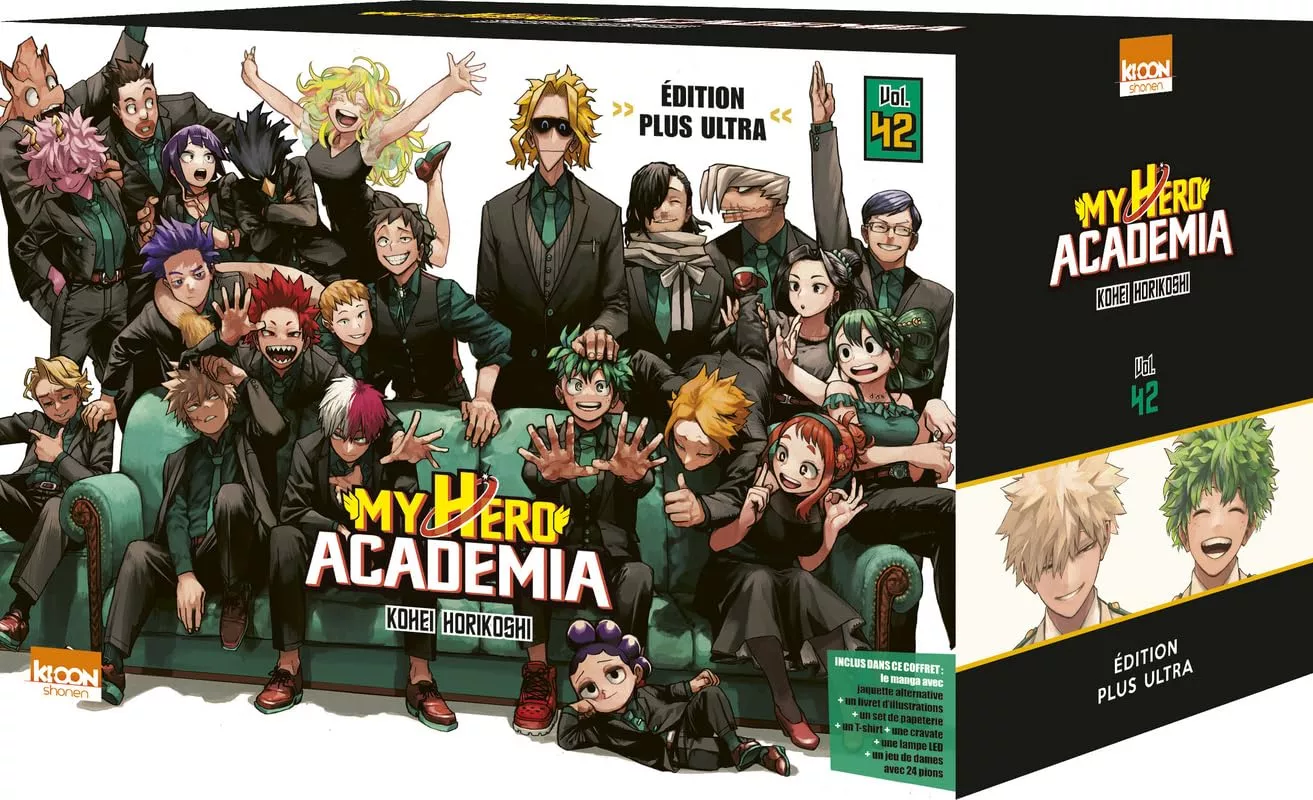 ÉDITION
PLUS ULTRA
Vol.
42
MY HERO
ACADEMIA
KOHEI HORIKOSHI
KI-OON
shonen
INCLUS DANS CE COFFRET :
le manga avec
jaquette alternative
+ un livret d'illustrations
+ un set de papeterie
+ un T-shirt + une cravate
+ une lampe LED
+ un jeu de dames
avec 24 pions
KI-OON
shonen
MY HERO
ACADEMIA
KOHEI HORIKOSHI
Vol.
42
ÉDITION
PLUS ULTRA